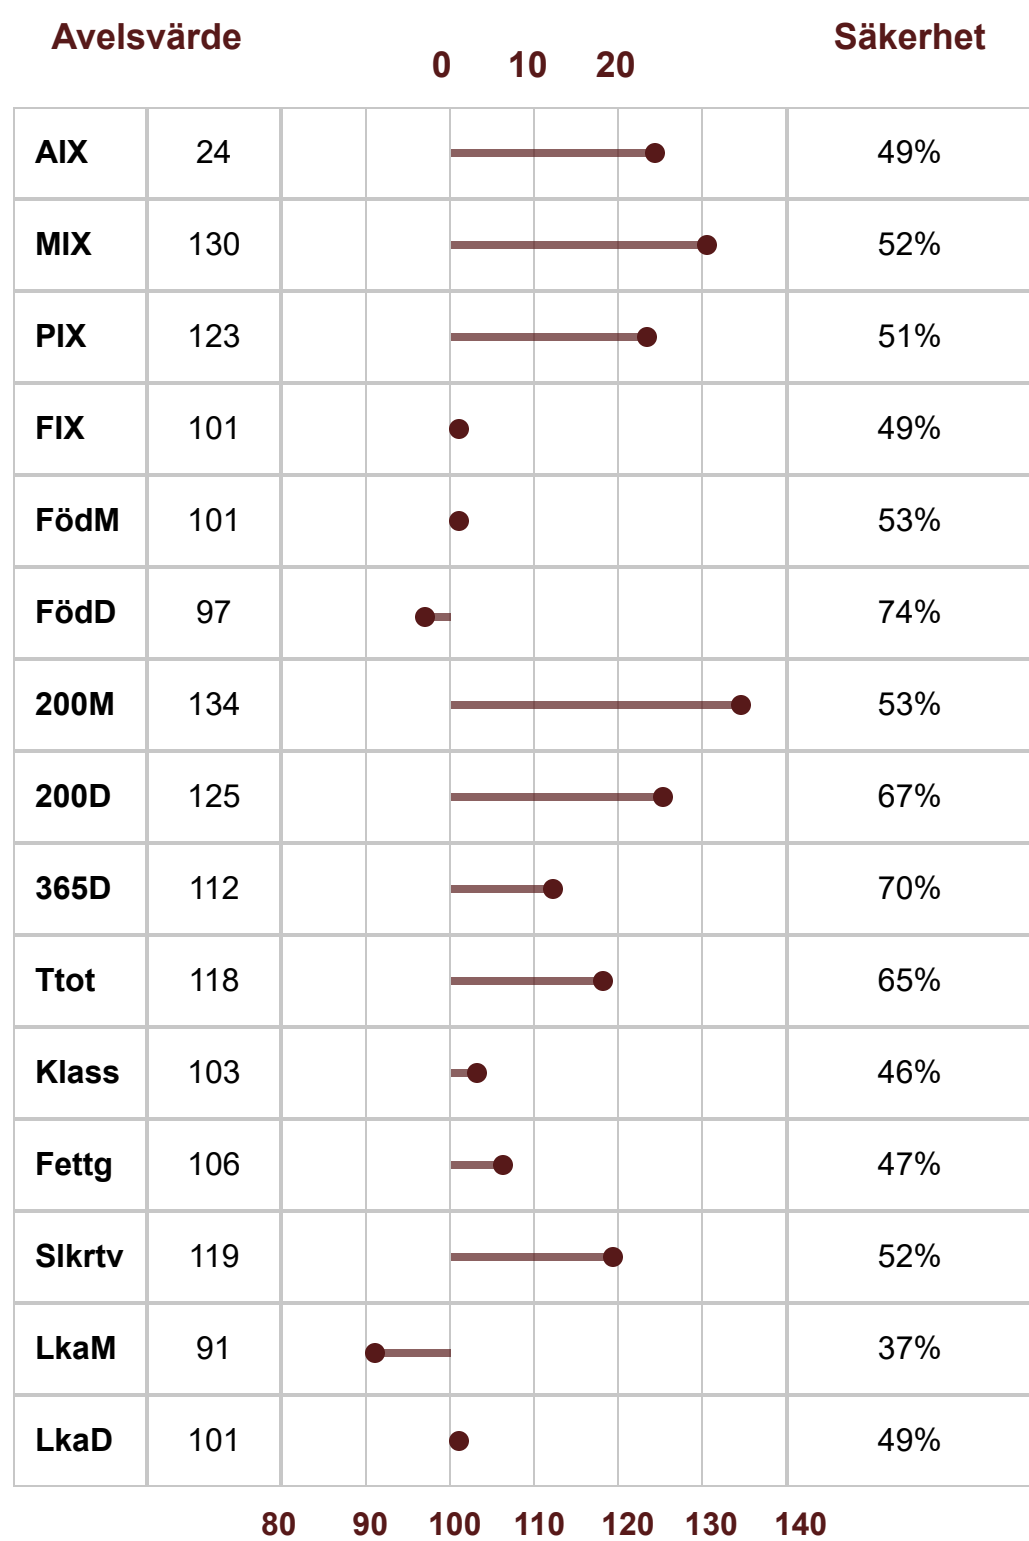 Avelsvärde Säkerhet
0 10 20
AIX 24 49%
MIX 130 52%
PIX 123 51%
FIX 101 49%
FödM 101 53%
FödD 97 74%
200M 134 53%
200D 125 67%
365D 112 70%
Ttot 118 65%
Klass 103 46%
Fettg 106 47%
Slkrtv 119 52%
LkaM 91 37%
LkaD 101 49%
80 90 100 110 120 130 140